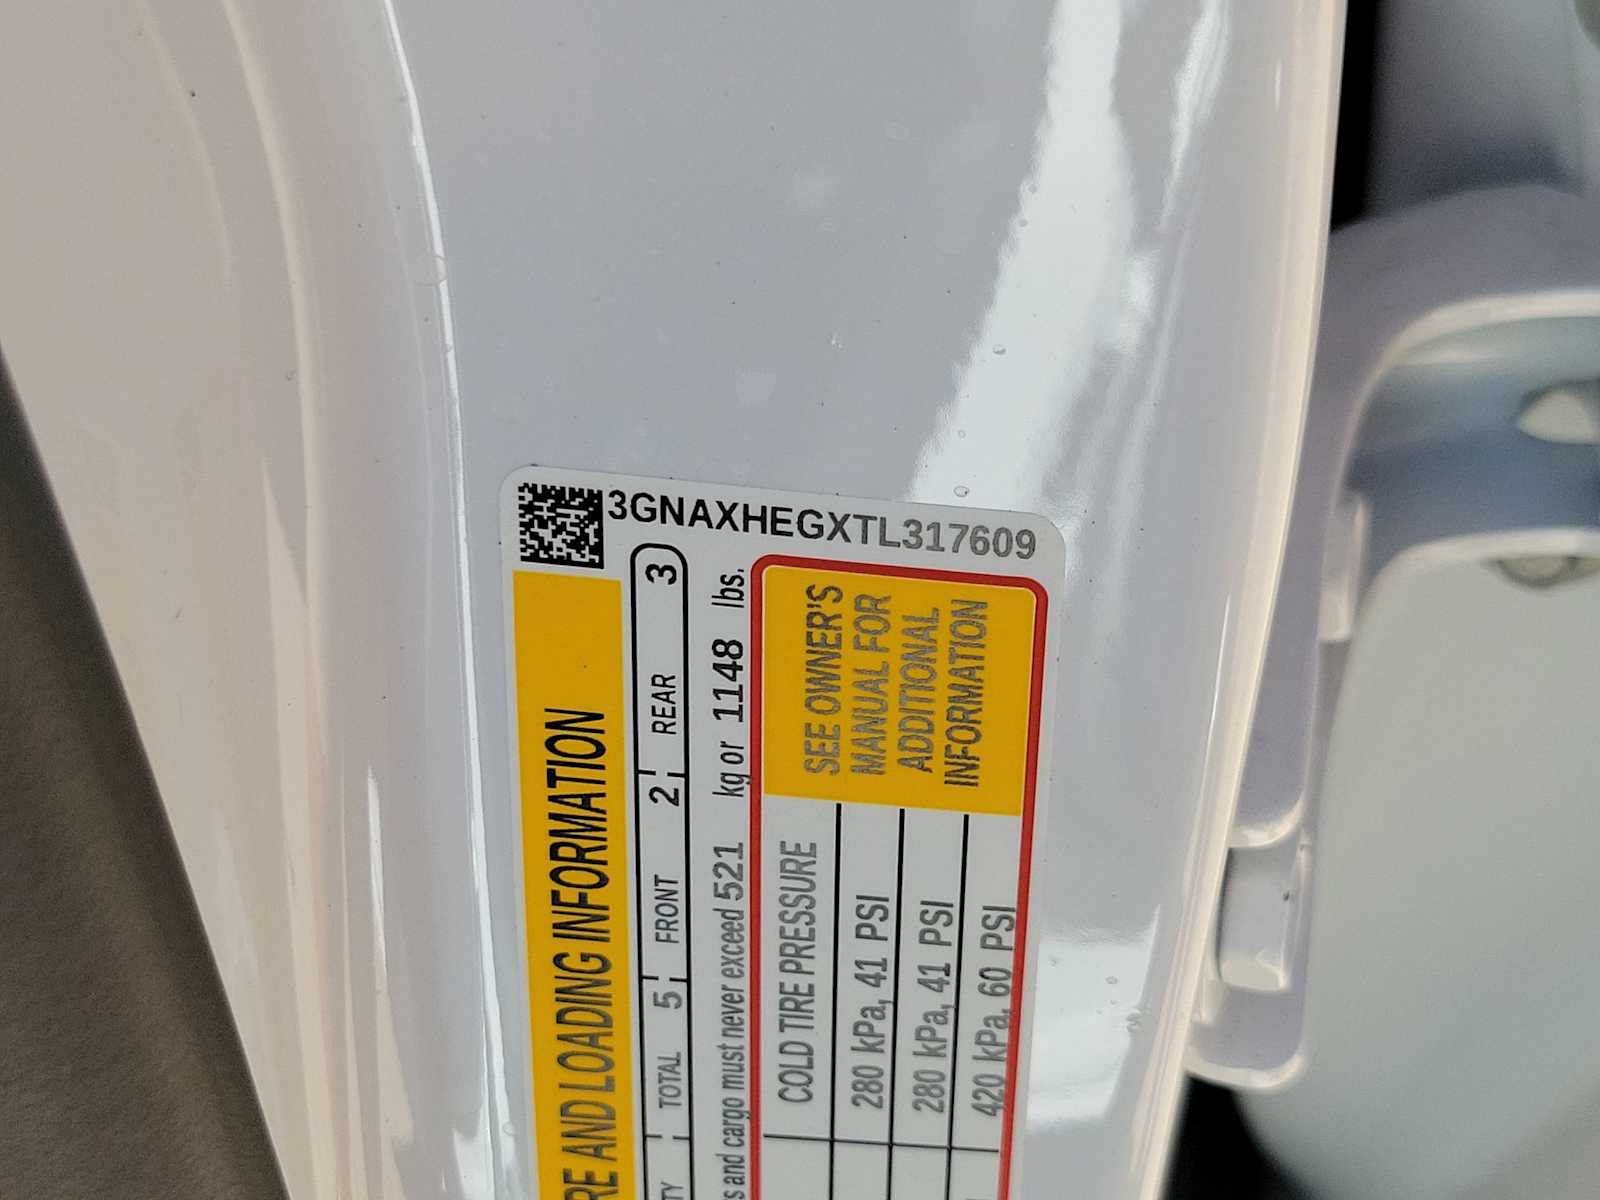 3GNAXHEGXTL317609
RE AND LOADING INFORMATION
TY TOTAL 5 FRONT 2 REAR 3
s and cargo must never exceed 521 kg or 1148 lbs.
COLD TIRE PRESSURE
280 kPa, 41 PSI
280 kPa, 41 PSI
420 kPa, 60 PSI
SEE OWNER'S
MANUAL FOR
ADDITIONAL
INFORMATION